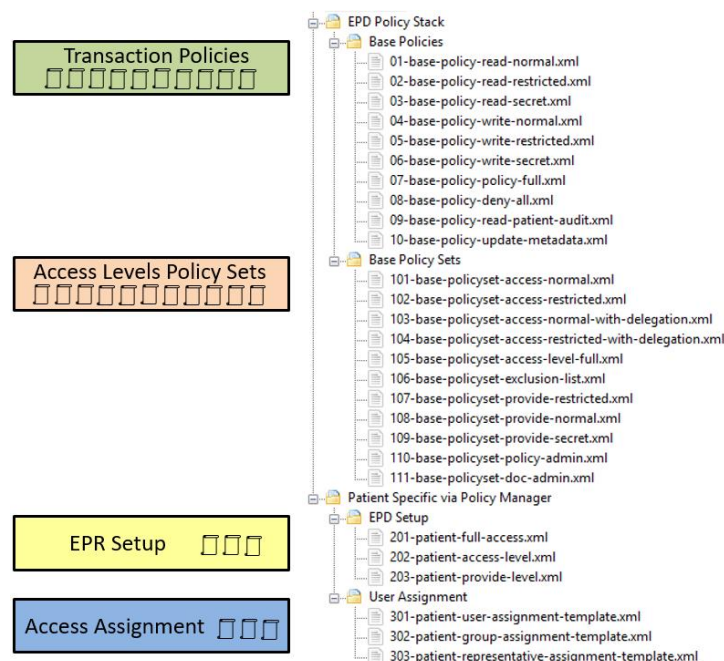 EPD Policy Stack
Transaction Policies
Base Policies
01-base-policy-read-normal.xml
02-base-policy-read-restricted.xml
03-base-policy-read-secret.xml
04-base-policy-write-normal.xml
05-base-policy-write-restricted.xml
06-base-policy-write-secret.xml
07-base-policy-policy-full.xml
08-base-policy-deny-all.xml
09-base-policy-read-patient-audit.xml
10-base-policy-update-metadata.xml
Access Levels Policy Sets
Base Policy Sets
101-base-policyset-access-normal.xml
102-base-policyset-access-restricted.xml
103-base-policyset-access-normal-with-delegation.xml
104-base-policyset-access-restricted-with-delegation.xml
105-base-policyset-access-level-full.xml
106-base-policyset-exclusion-list.xml
107-base-policyset-provide-restricted.xml
108-base-policyset-provide-normal.xml
109-base-policyset-provide-secret.xml
110-base-policyset-policy-admin.xml
111-base-policyset-doc-admin.xml
Patient Specific via Policy Manager
EPR Setup
EPD Setup
201-patient-full-access.xml
202-patient-access-level.xml
203-patient-provide-level.xml
Access Assignment
User Assignment
301-patient-user-assignment-template.xml
302-patient-group-assignment-template.xml
303-patient-representative-assignment-template.xml